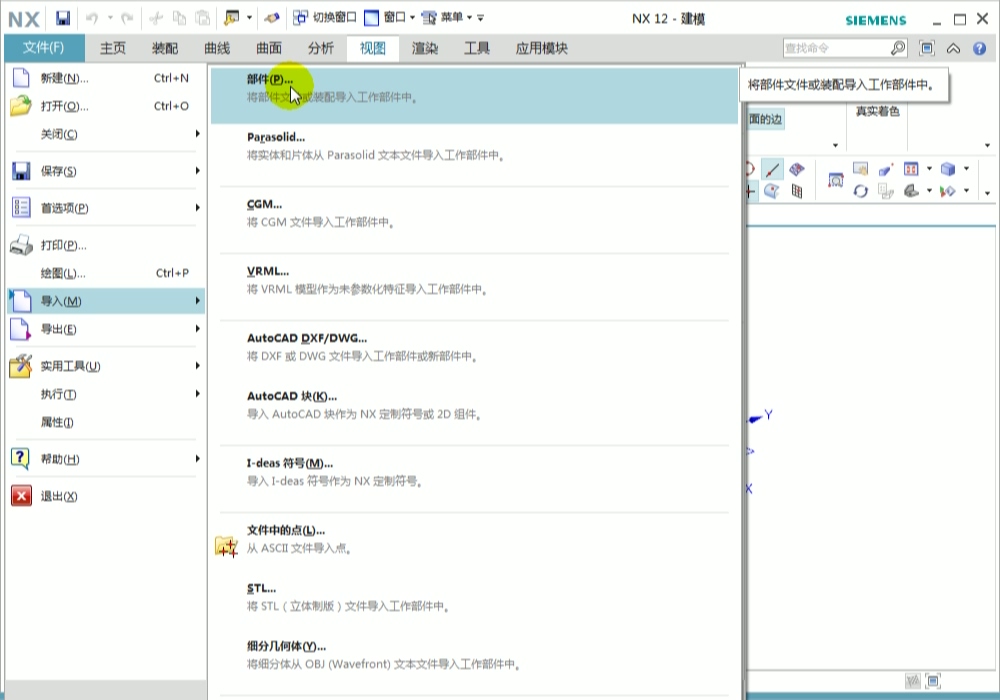 NX 切换窗口 窗口 菜单 NX 12 - 建模 SIEMENS
文件(F) 主页 装配 曲线 曲面 分析 视图 渲染 工具 应用模块 查找命令
新建(N)... Ctrl+N
打开(O)... Ctrl+O
关闭(C)
保存(S)
首选项(P)
打印(P)...
绘图(L)... Ctrl+P
导入(M)
导出(E)
实用工具(U)
执行(T)
属性(I)
帮助(H)
退出(X)
部件(P)...
将部件文件或装配导入工作部件中。
Parasolid...
将实体和片体从 Parasolid 文本文件导入工作部件中。
CGM...
将 CGM 文件导入工作部件中。
VRML...
将 VRML 模型作为未参数化特征导入工作部件中。
AutoCAD DXF/DWG...
将 DXF 或 DWG 文件导入工作部件或新部件中。
AutoCAD 块(K)...
导入 AutoCAD 块作为 NX 定制符号或 2D 组件。
I-deas 符号(M)...
导入 I-deas 符号作为 NX 定制符号。
文件中的点(L)...
从 ASCII 文件导入点。
STL...
将 STL（立体制版）文件导入工作部件中。
细分几何体(Y)...
将细分体从 OBJ (Wavefront) 文本文件导入工作部件中。
将部件文件或装配导入工作部件中。
面的边
真实着色
Y
X